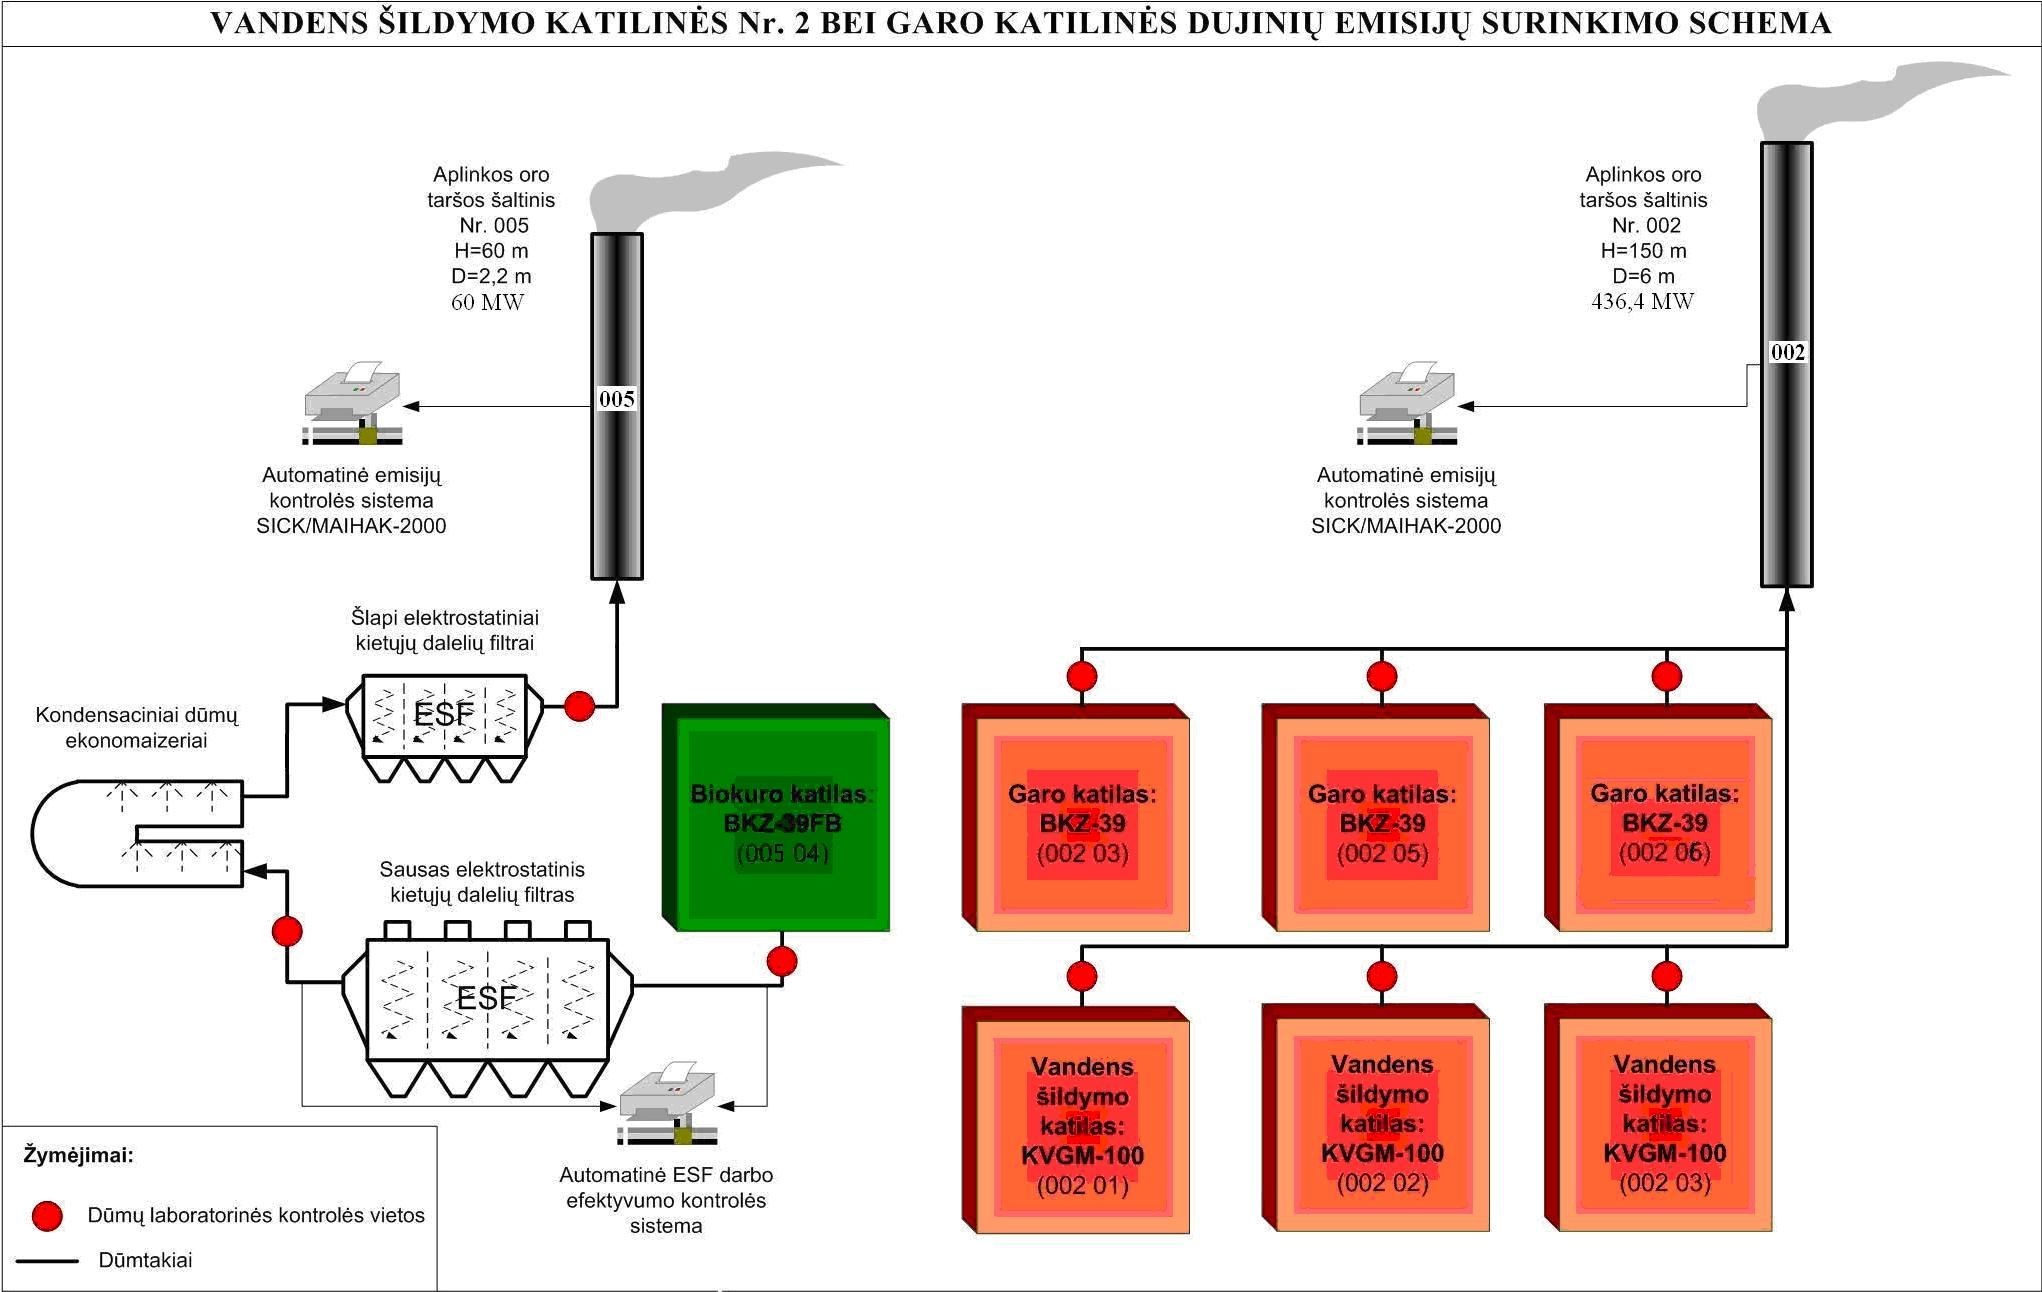 VANDENS ŠILDYMO KATILINĖS Nr. 2 BEI GARO KATILINĖS DUJINIŲ EMISIJŲ SURINKIMO SCHEMA
Aplinkos oro
taršos šaltinis
Nr. 005
H=60 m
D=2,2 m
60 MW
005
Automatinė emisijų
kontrolės sistema
SICK/MAIHAK-2000
Aplinkos oro
taršos šaltinis
Nr. 002
H=150 m
D=6 m
436,4 MW
002
Automatinė emisijų
kontrolės sistema
SICK/MAIHAK-2000
Šlapi elektrostatiniai
kietųjų dalelių filtrai
ESF
Kondensaciniai dūmų
ekonomaizeriai
Sausas elektrostatinis
kietųjų dalelių filtras
ESF
Biokuro katilas:
BKZ-39FB
(005 04)
Garo katilas:
BKZ-39
(002 03)
Garo katilas:
BKZ-39
(002 05)
Garo katilas:
BKZ-39
(002 06)
Vandens
šildymo
katilas:
KVGM-100
(002 01)
Vandens
šildymo
katilas:
KVGM-100
(002 02)
Vandens
šildymo
katilas:
KVGM-100
(002 03)
Automatinė ESF darbo
efektyvumo kontrolės
sistema
Žymėjimai:
Dūmų laboratorinės kontrolės vietos
Dūmtakiai